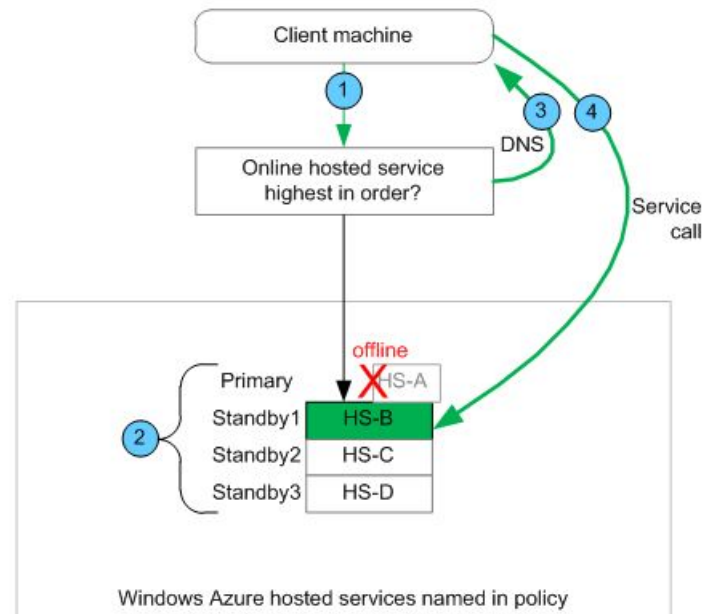 Client machine
1
3
4
DNS
Online hosted service
highest in order?
Service
call
offline
Primary
HS-A
Standby1
HS-B
2
Standby2
HS-C
Standby3
HS-D
Windows Azure hosted services named in policy